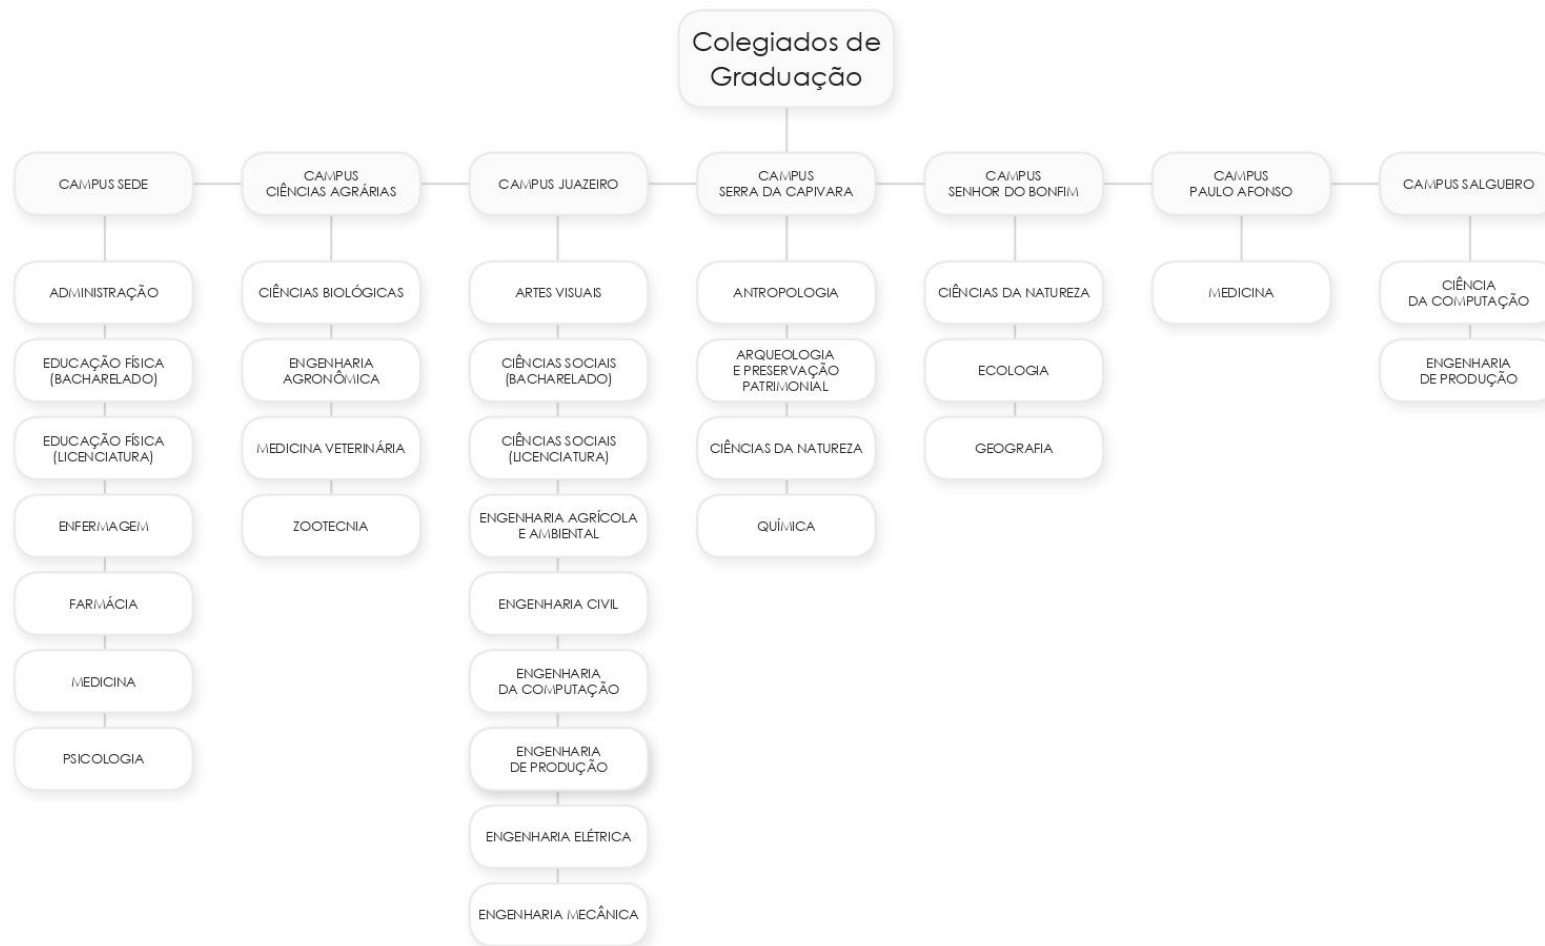 Colegiados de
Graduação
CAMPUS SEDE
ADMINISTRAÇÃO
EDUCAÇÃO FÍSICA
(BACHARELADO)
EDUCAÇÃO FÍSICA
(LICENCIATURA)
ENFERMAGEM
FARMÁCIA
MEDICINA
PSICOLOGIA
CAMPUS
CIÊNCIAS AGRÁRIAS
CIÊNCIAS BIOLÓGICAS
ENGENHARIA
AGRONÔMICA
MEDICINA VETERINÁRIA
ZOOTECNIA
CAMPUS JUAZEIRO
ARTES VISUAIS
CIÊNCIAS SOCIAIS
(BACHARELADO)
CIÊNCIAS SOCIAIS
(LICENCIATURA)
ENGENHARIA AGRÍCOLA
E AMBIENTAL
ENGENHARIA CIVIL
ENGENHARIA
DA COMPUTAÇÃO
ENGENHARIA
DE PRODUÇÃO
ENGENHARIA ELÉTRICA
ENGENHARIA MECÂNICA
CAMPUS
SERRA DA CAPIVARA
ANTROPOLOGIA
ARQUEOLOGIA
E PRESERVAÇÃO
PATRIMONIAL
CIÊNCIAS DA NATUREZA
QUÍMICA
CAMPUS
SENHOR DO BONFIM
CIÊNCIAS DA NATUREZA
ECOLOGIA
GEOGRAFIA
CAMPUS
PAULO AFONSO
MEDICINA
CAMPUS SALGUEIRO
CIÊNCIA
DA COMPUTAÇÃO
ENGENHARIA
DE PRODUÇÃO